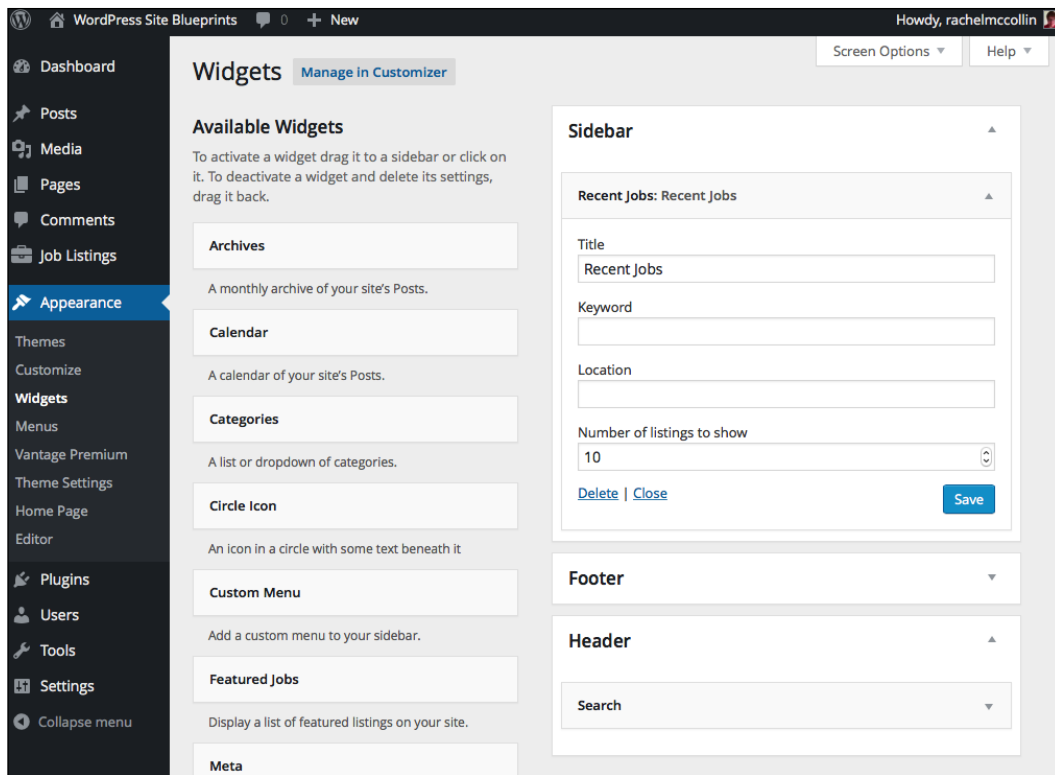 WordPress Site Blueprints 0 + New
Howdy, rachelmccollin
Dashboard
Posts
Media
Pages
Comments
Job Listings
Appearance
Themes
Customize
Widgets
Menus
Vantage Premium
Theme Settings
Home Page
Editor
Plugins
Users
Tools
Settings
Collapse menu
Screen Options
Help
Widgets
Manage in Customizer
Available Widgets
To activate a widget drag it to a sidebar or click on
it. To deactivate a widget and delete its settings,
drag it back.
Archives
A monthly archive of your site's Posts.
Calendar
A calendar of your site's Posts.
Categories
A list or dropdown of categories.
Circle Icon
An icon in a circle with some text beneath it
Custom Menu
Add a custom menu to your sidebar.
Featured Jobs
Display a list of featured listings on your site.
Meta
Sidebar
Recent Jobs: Recent Jobs
Title
Recent Jobs
Keyword
Location
Number of listings to show
10
Delete | Close
Save
Footer
Header
Search